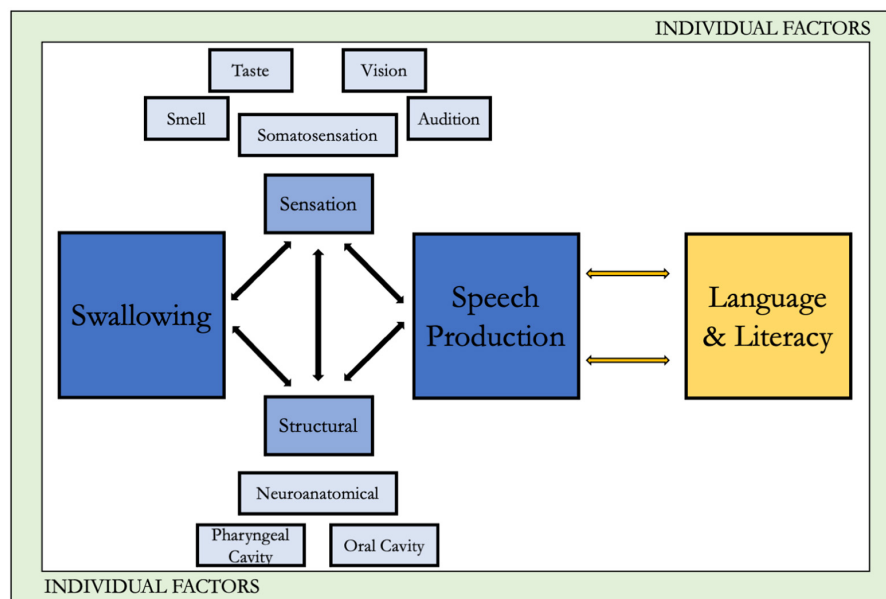 INDIVIDUAL FACTORS
Taste
Vision
Smell
Somatosensation
Audition
Sensation
Swallowing
Speech
Production
Language
& Literacy
Structural
Neuroanatomical
Pharyngeal
Cavity
Oral Cavity
INDIVIDUAL FACTORS